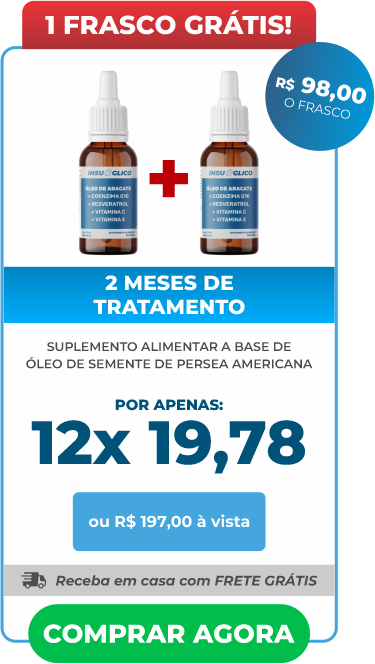 1 FRASCO GRÁTIS!
R$ 98,00
O FRASCO
INSU GLICO
ÓLEO DE ABACATE
+ COENZIMA Q10
+ RESVERATROL
+ VITAMINA C
+ VITAMINA E
INSU GLICO
ÓLEO DE ABACATE
+ COENZIMA Q10
+ RESVERATROL
+ VITAMINA C
+ VITAMINA E
2 MESES DE
TRATAMENTO
SUPLEMENTO ALIMENTAR A BASE DE
ÓLEO DE SEMENTE DE PERSEA AMERICANA
POR APENAS:
12x 19,78
ou R$ 197,00 à vista
Receba em casa com FRETE GRÁTIS
COMPRAR AGORA